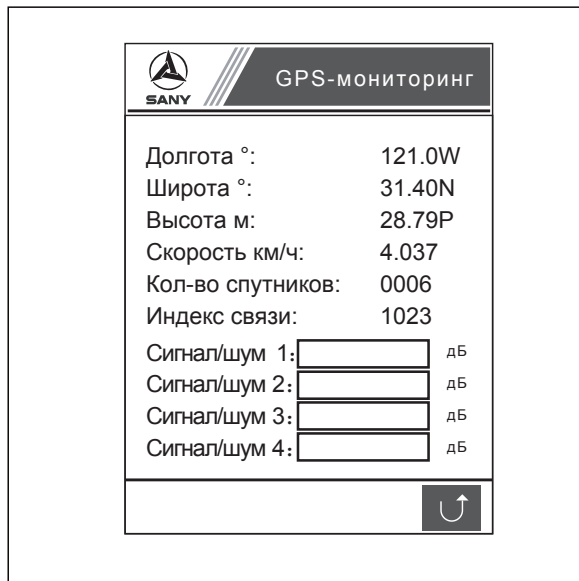 SANY
GPS-мониторинг
Долгота °: 121.0W
Широта °: 31.40N
Высота м: 28.79P
Скорость км/ч: 4.037
Кол-во спутников: 0006
Индекс связи: 1023
Сигнал/шум 1: дБ
Сигнал/шум 2: дБ
Сигнал/шум 3: дБ
Сигнал/шум 4: дБ